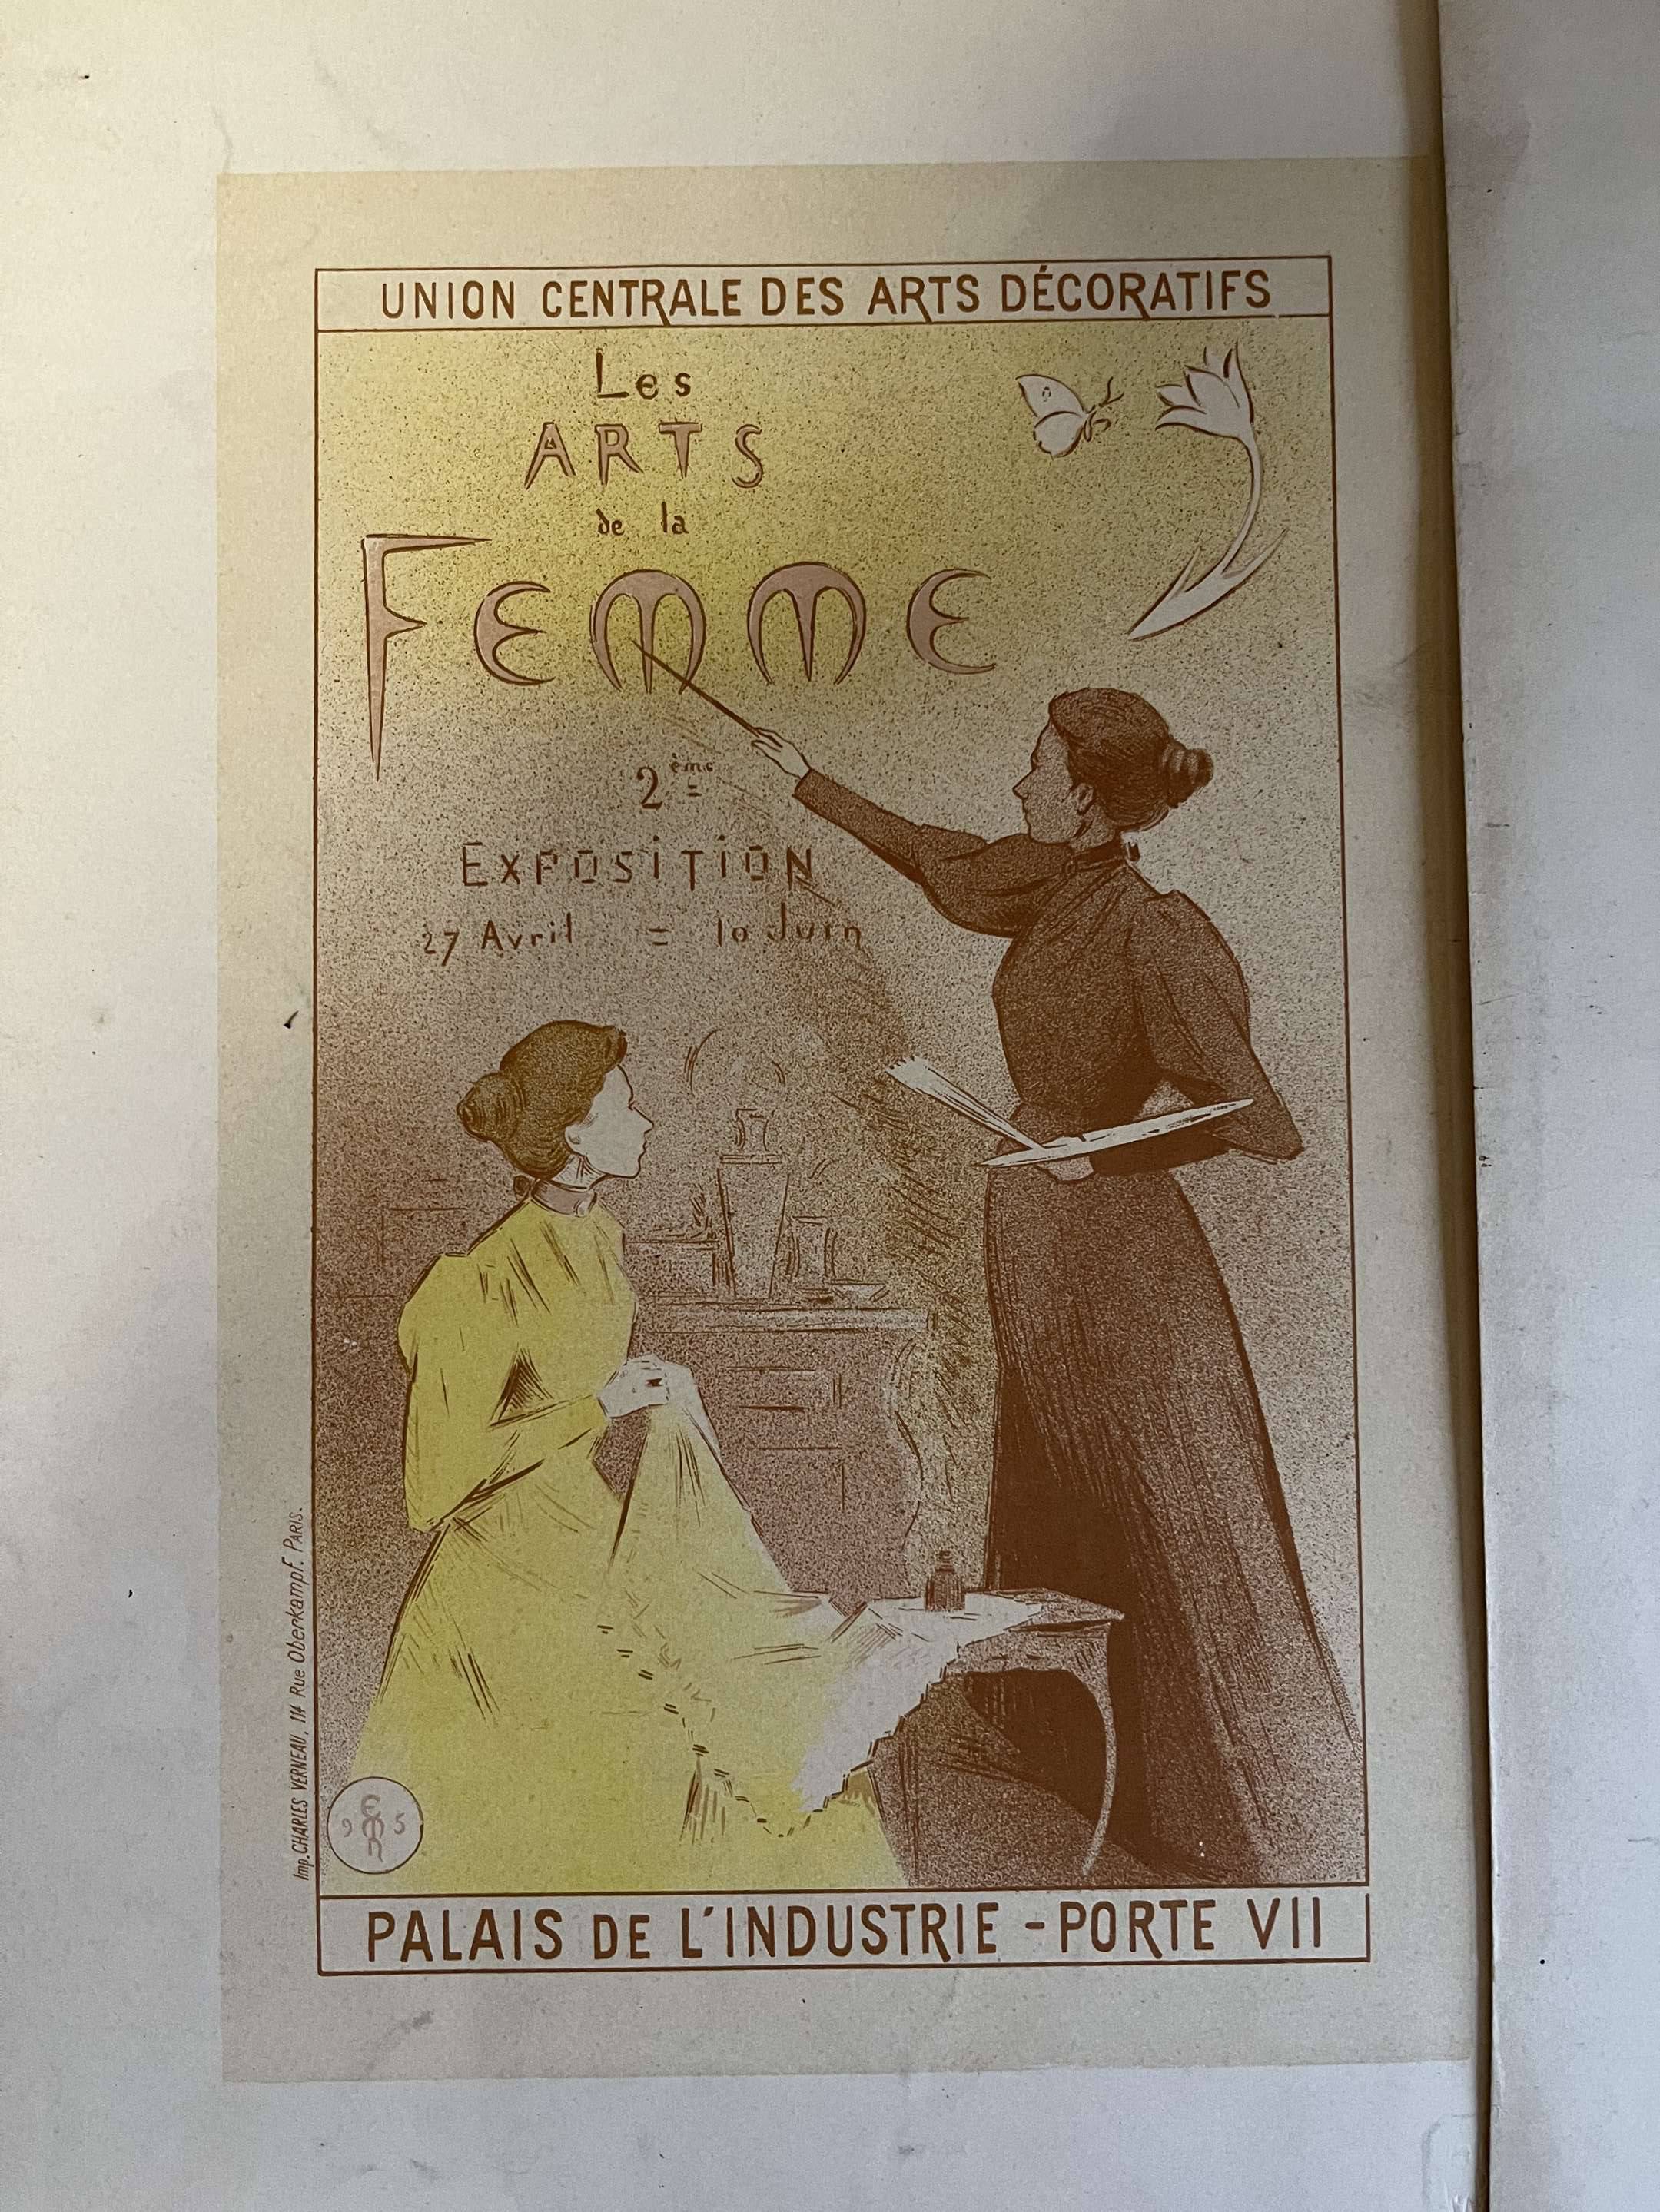 UNION CENTRALE DES ARTS DÉCORATIFS
Les
ARTS
de la
FEMME
2ème
EXPOSITION
27 Avril = 10 Juin
Imp. CHARLES VERNEAU, 114 Rue Oberkampf. PARIS.
95
PALAIS DE L'INDUSTRIE - PORTE VII